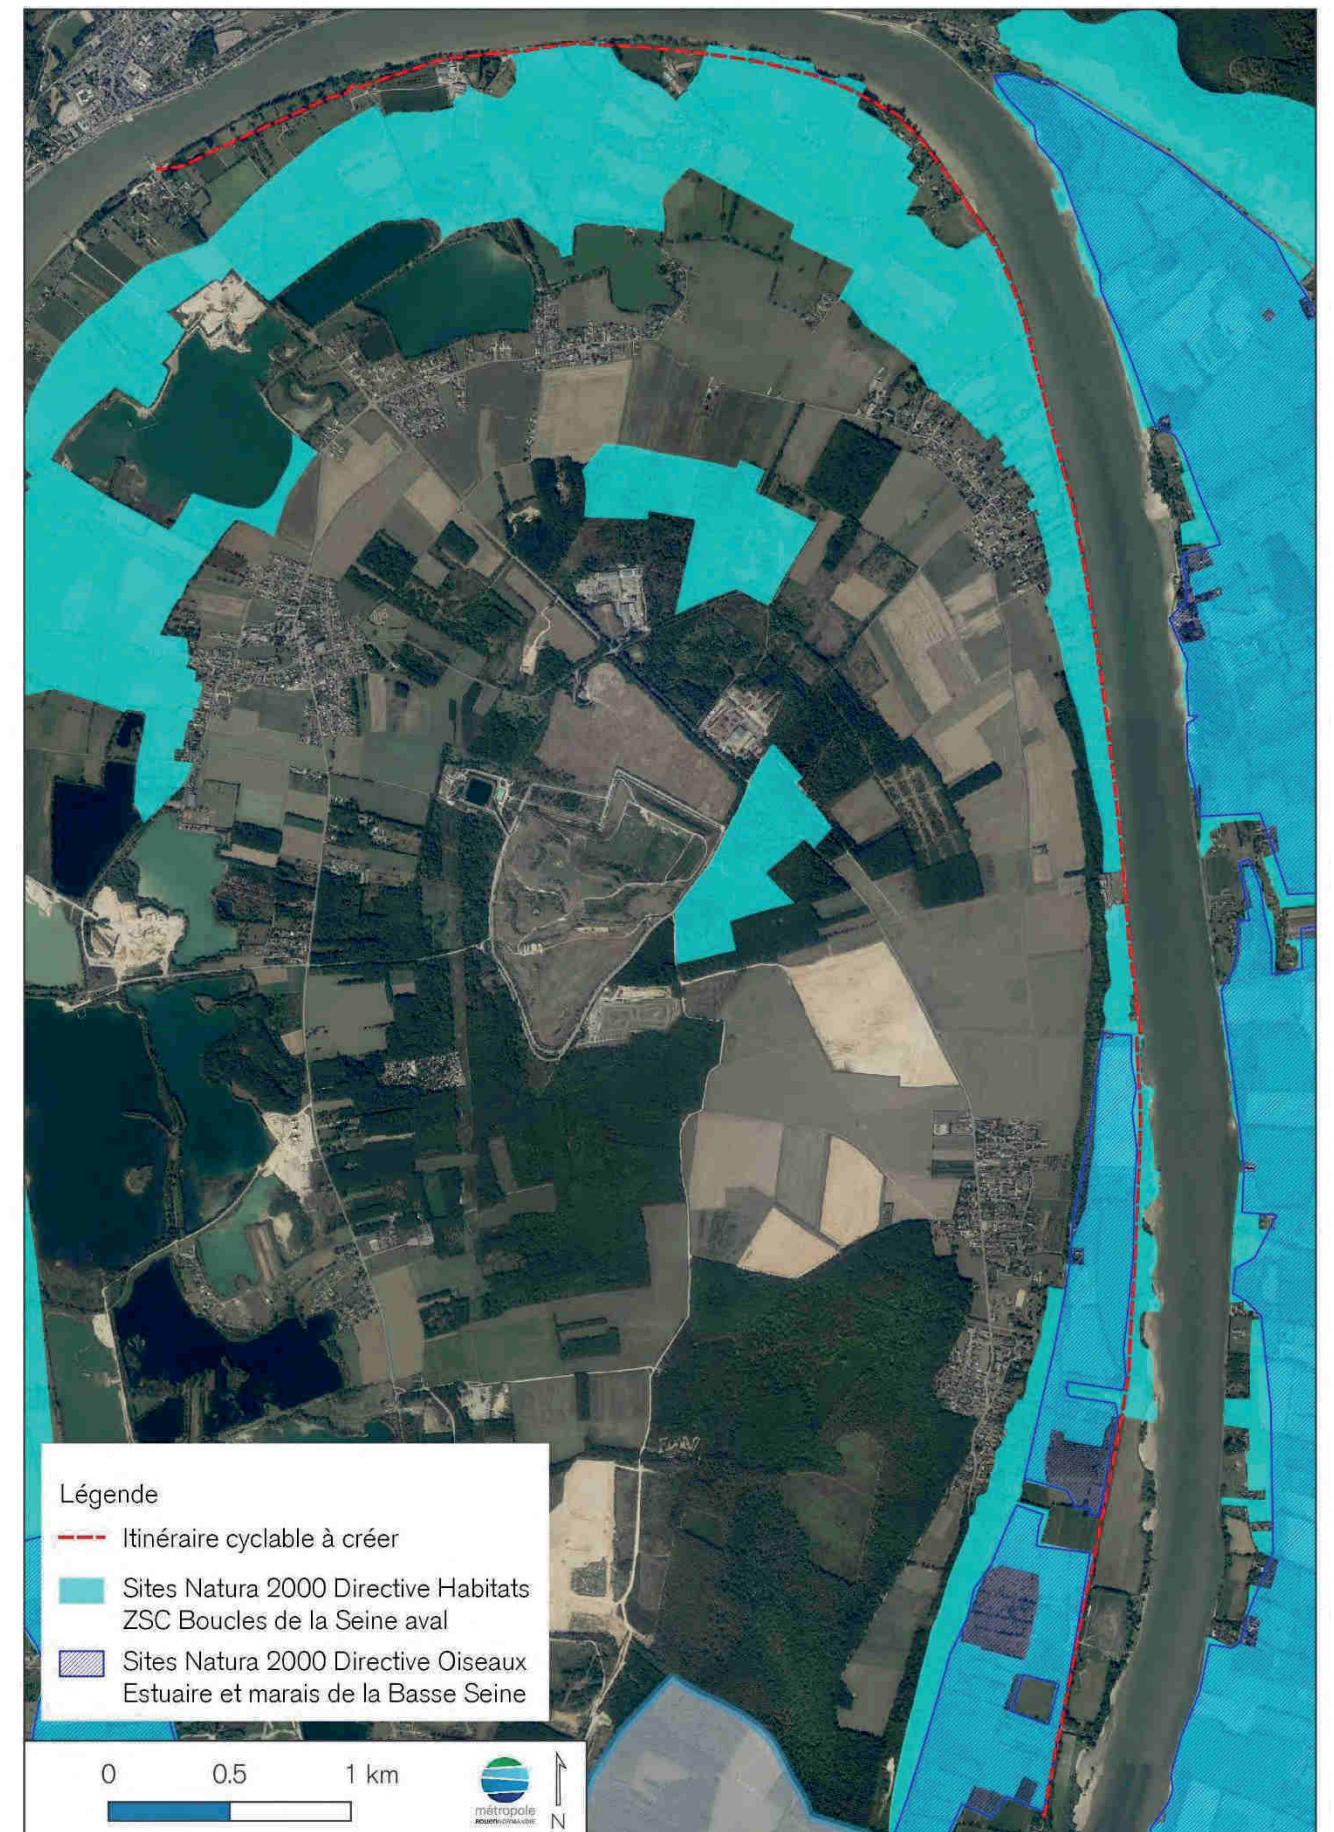 Légende
Itinéraire cyclable à créer
Sites Natura 2000 Directive Habitats
ZSC Boucles de la Seine aval
Sites Natura 2000 Directive Oiseaux
Estuaire et marais de la Basse Seine
0 0.5 1 km
métropole
ROUENNORMANDIE
N